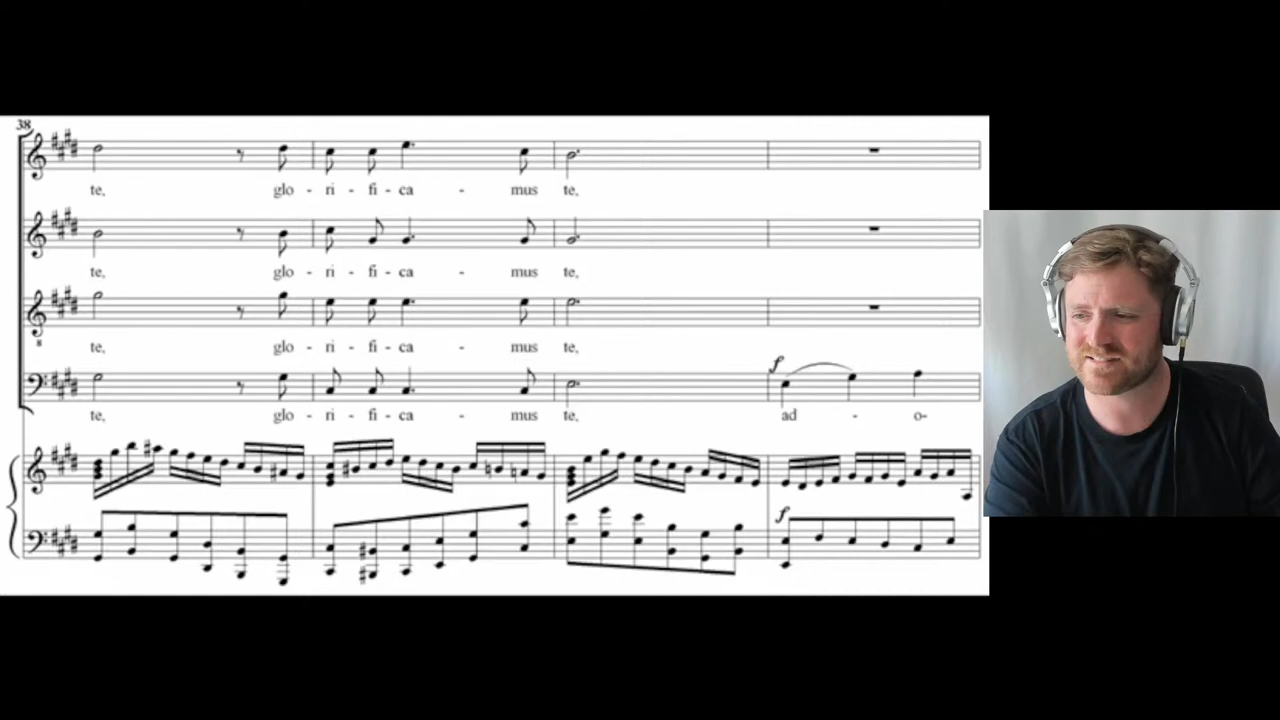 38
te, glo - ri - fi - ca - mus te,
te, glo - ri - fi - ca - mus te,
8
te, glo - ri - fi - ca - mus te,
f
te, glo - ri - fi - ca - mus te, ad - o-
f